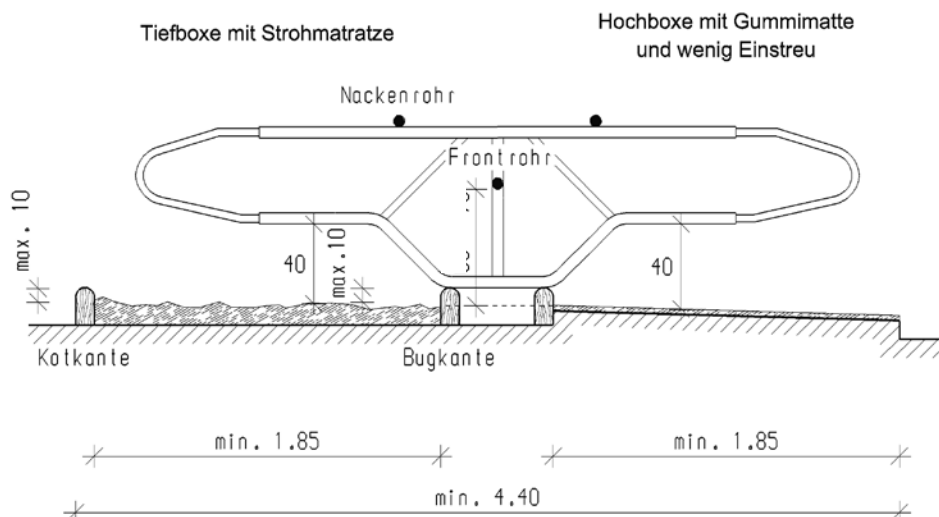 Tiefboxe mit Strohmatratze
Hochboxe mit Gummimatte
und wenig Einstreu
Nackenrohr
Frontrohr
max. 10
40
max.10
40
Kotkante
Bugkante
min. 1.85
min. 1.85
min. 4.40